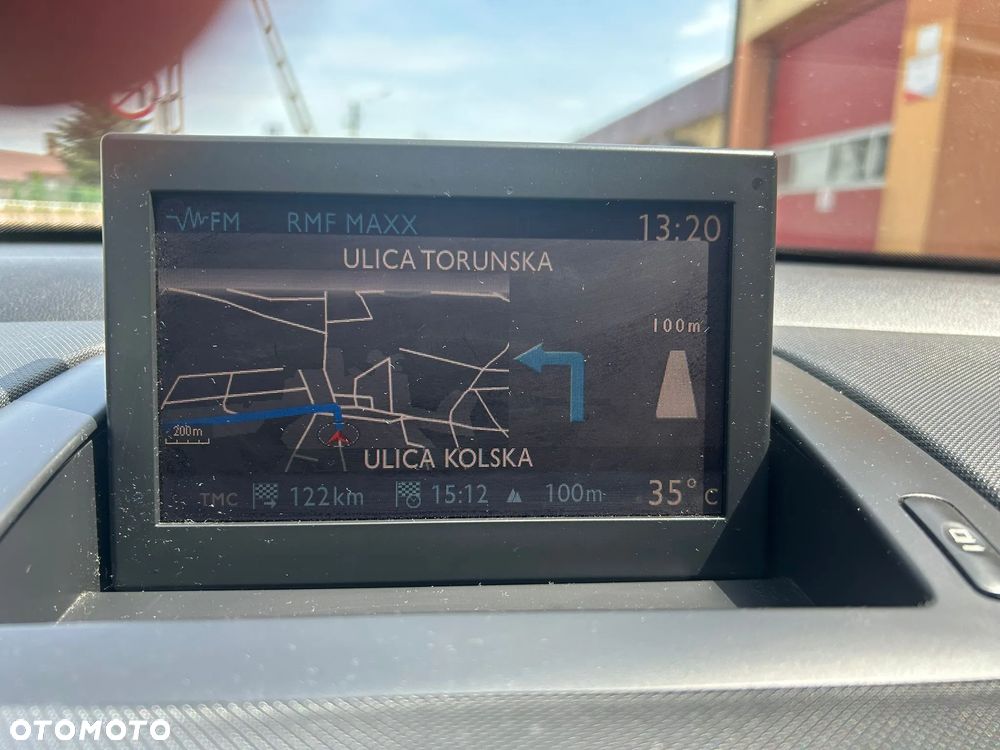 FM RMF MAXX 13:20
ULICA TORUNSKA
100m
200m
ULICA KOLSKA
TMC 122km 15:12 100m 35°C
OTOMOTO